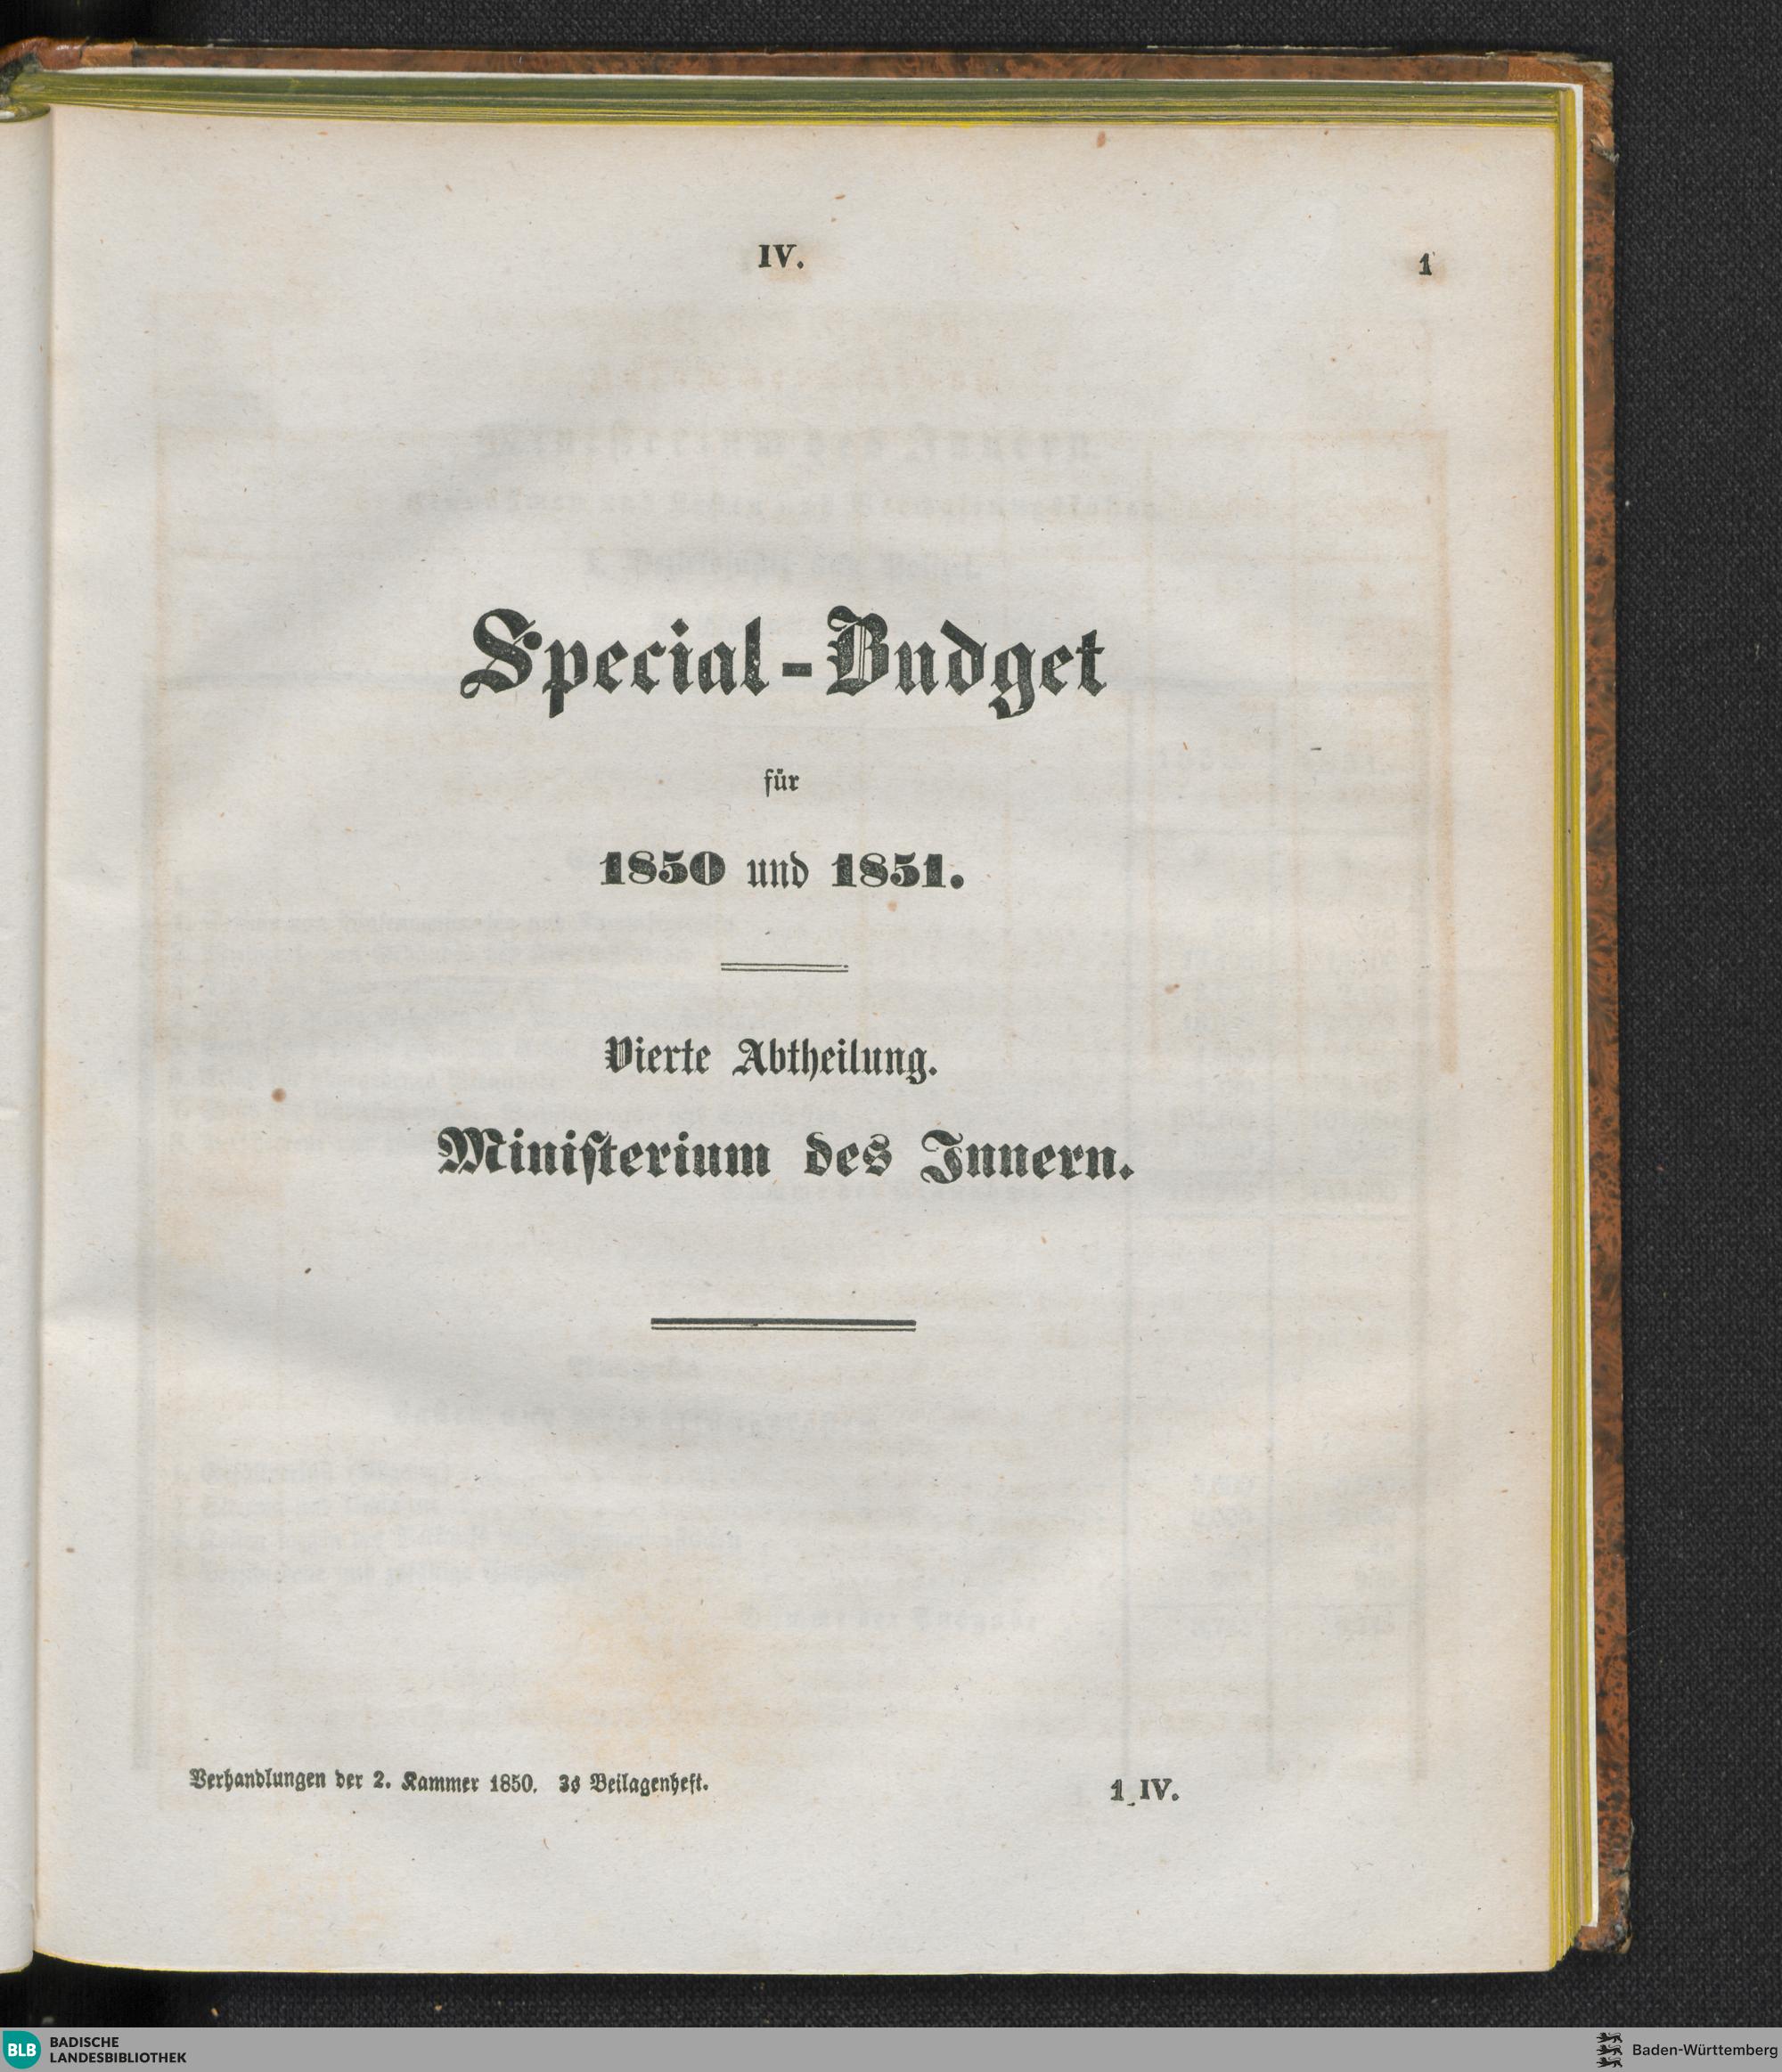 IV.
1
Special-Budget
für
1850 und 1851.
Vierte Abtheilung.
Ministerium des Innern.
Verhandlungen der 2. Kammer 1850. 3s Beilagenheft.
1 IV.
BLB
BADISCHE
LANDESBIBLIOTHEK
Baden-Württemberg